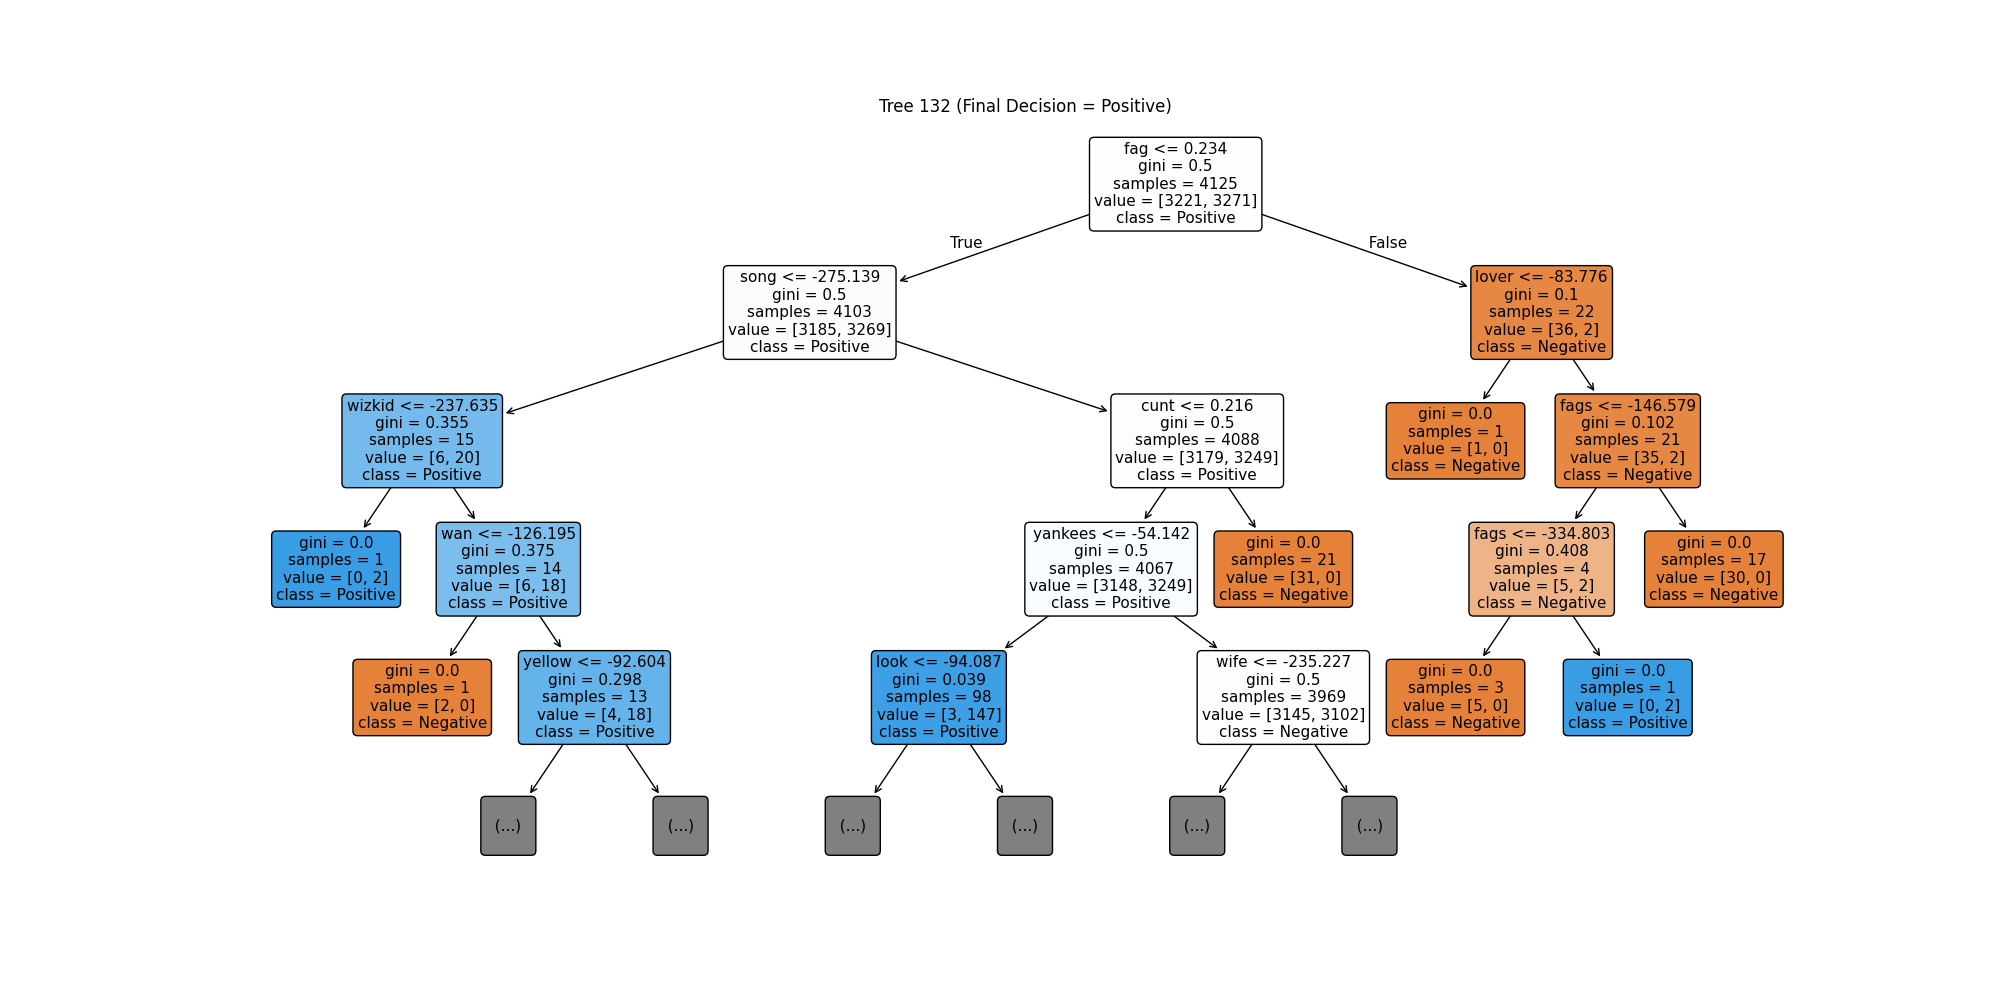 Tree 132 (Final Decision = Positive)
fag <= 0.234
gini = 0.5
samples = 4125
value = [3221, 3271]
class = Positive
True
False
song <= -275.139
gini = 0.5
samples = 4103
value = [3185, 3269]
class = Positive
lover <= -83.776
gini = 0.1
samples = 22
value = [36, 2]
class = Negative
wizkid <= -237.635
gini = 0.355
samples = 15
value = [6, 20]
class = Positive
cunt <= 0.216
gini = 0.5
samples = 4088
value = [3179, 3249]
class = Positive
gini = 0.0
samples = 1
value = [1, 0]
class = Negative
fags <= -146.579
gini = 0.102
samples = 21
value = [35, 2]
class = Negative
gini = 0.0
samples = 1
value = [0, 2]
class = Positive
wan <= -126.195
gini = 0.375
samples = 14
value = [6, 18]
class = Positive
yankees <= -54.142
gini = 0.5
samples = 4067
value = [3148, 3249]
class = Positive
gini = 0.0
samples = 21
value = [31, 0]
class = Negative
fags <= -334.803
gini = 0.408
samples = 4
value = [5, 2]
class = Negative
gini = 0.0
samples = 17
value = [30, 0]
class = Negative
gini = 0.0
samples = 1
value = [2, 0]
class = Negative
yellow <= -92.604
gini = 0.298
samples = 13
value = [4, 18]
class = Positive
look <= -94.087
gini = 0.039
samples = 98
value = [3, 147]
class = Positive
wife <= -235.227
gini = 0.5
samples = 3969
value = [3145, 3102]
class = Negative
gini = 0.0
samples = 3
value = [5, 0]
class = Negative
gini = 0.0
samples = 1
value = [0, 2]
class = Positive
(...)
(...)
(...)
(...)
(...)
(...)